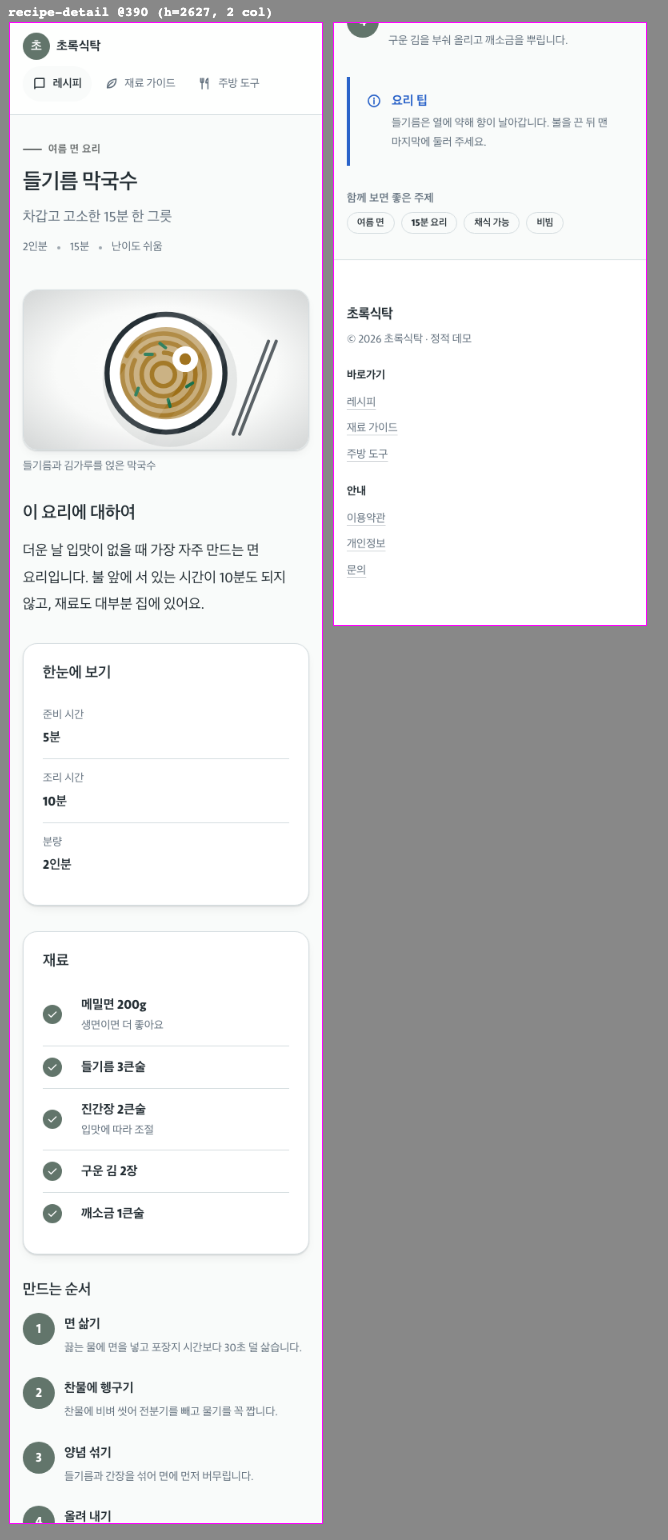 recipe-detail @390 (h=2627, 2 col)
초 초록식탁
레시피 재료 가이드 주방 도구
여름 면 요리
들기름 막국수
차갑고 고소한 15분 한 그릇
2인분 • 15분 • 난이도 쉬움
들기름과 김가루를 얹은 막국수
이 요리에 대하여
더운 날 입맛이 없을 때 가장 자주 만드는 면
요리입니다. 불 앞에 서 있는 시간이 10분도 되지
않고, 재료도 대부분 집에 있어요.
한눈에 보기
준비 시간
5분
조리 시간
10분
분량
2인분
재료
메밀면 200g
생면이면 더 좋아요
들기름 3큰술
진간장 2큰술
입맛에 따라 조절
구운 김 2장
깨소금 1큰술
만드는 순서
1 면 삶기
끓는 물에 면을 넣고 포장지 시간보다 30초 덜 삶습니다.
2 찬물에 헹구기
찬물에 비벼 씻어 전분기를 빼고 물기를 꼭 짭니다.
3 양념 섞기
들기름과 간장을 섞어 면에 먼저 버무립니다.
4 올려 내기
구운 김을 부숴 올리고 깨소금을 뿌립니다.
요리 팁
들기름은 열에 약해 향이 날아갑니다. 불을 끈 뒤 맨
마지막에 둘러 주세요.
함께 보면 좋은 주제
여름 면 15분 요리 채식 가능 비빔
초록식탁
© 2026 초록식탁 · 정적 데모
바로가기
레시피
재료 가이드
주방 도구
안내
이용약관
개인정보
문의